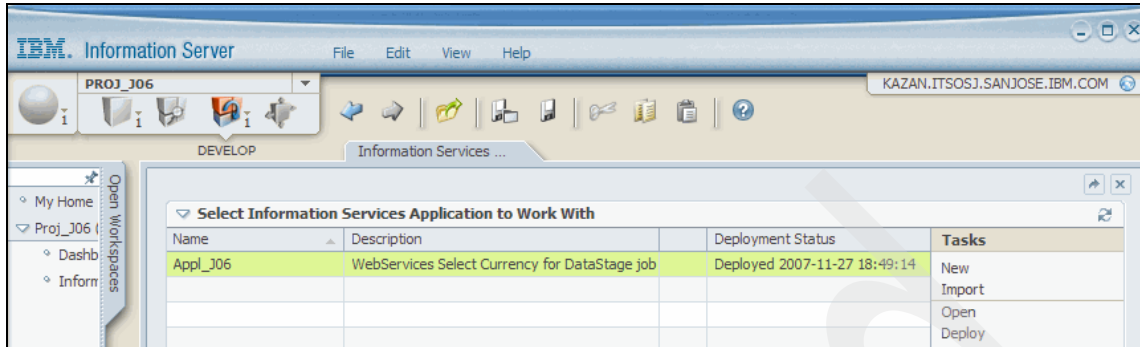 IBM. Information Server File Edit View Help
PROJ_J06 KAZAN.ITSOSJ.SANJOSE.IBM.COM
DEVELOP Information Services ...
Open Workspaces
My Home
Proj_J06 (
Dashb
Inform
Select Information Services Application to Work With
Name Description Deployment Status Tasks
Appl_J06 WebServices Select Currency for DataStage job Deployed 2007-11-27 18:49:14 New
Import
Open
Deploy